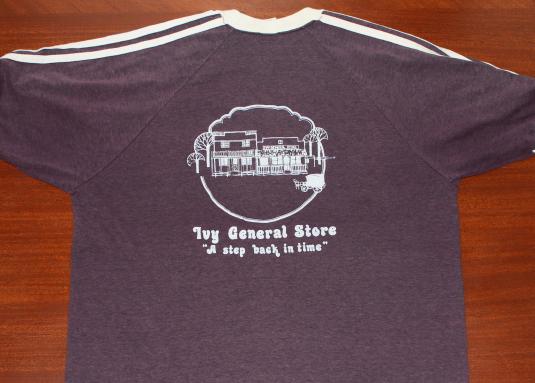 Ivy General Store
"A step back in time"